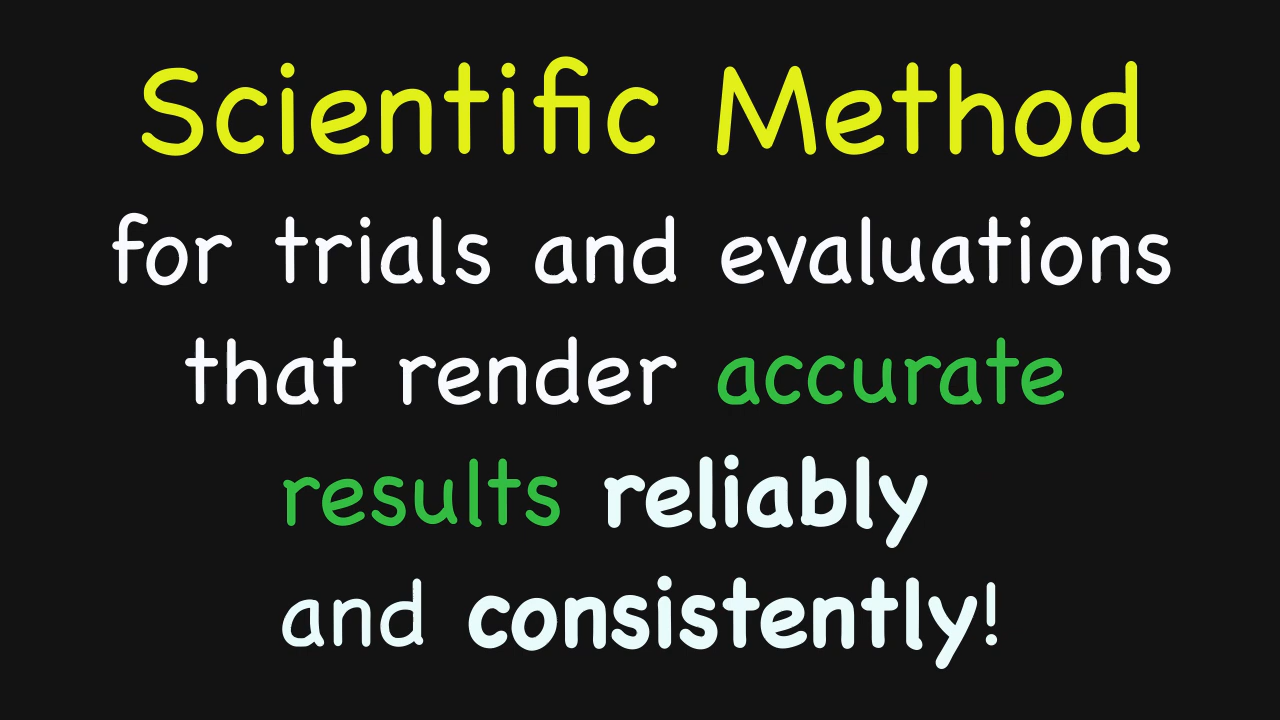 Scientific Method
for trials and evaluations
that render accurate
results reliably
and consistently!